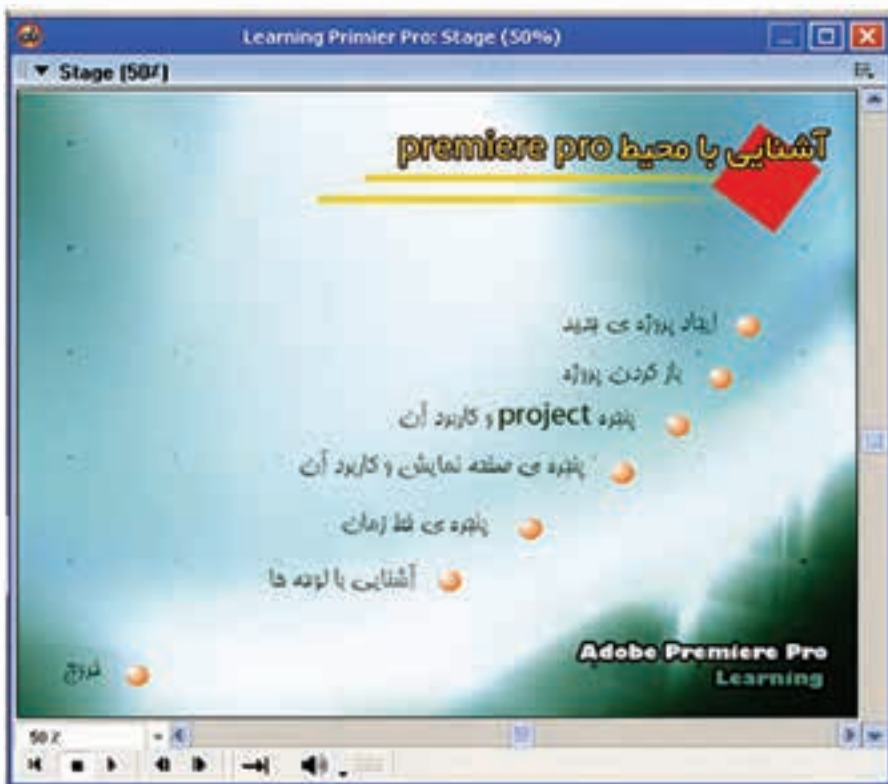 Learning Primier Pro: Stage (50%)
Stage (50%)
آشنایی با محیط premiere pro
ایجاد پروژه ی جدید
باز کردن پروژه
پنجره project و کاربرد آن
پنجره ی صفحه نمایش و کاربرد آن
پنجره ی خط زمان
آشنایی با لوحه ها
خروج
Adobe Premiere Pro
Learning
50%